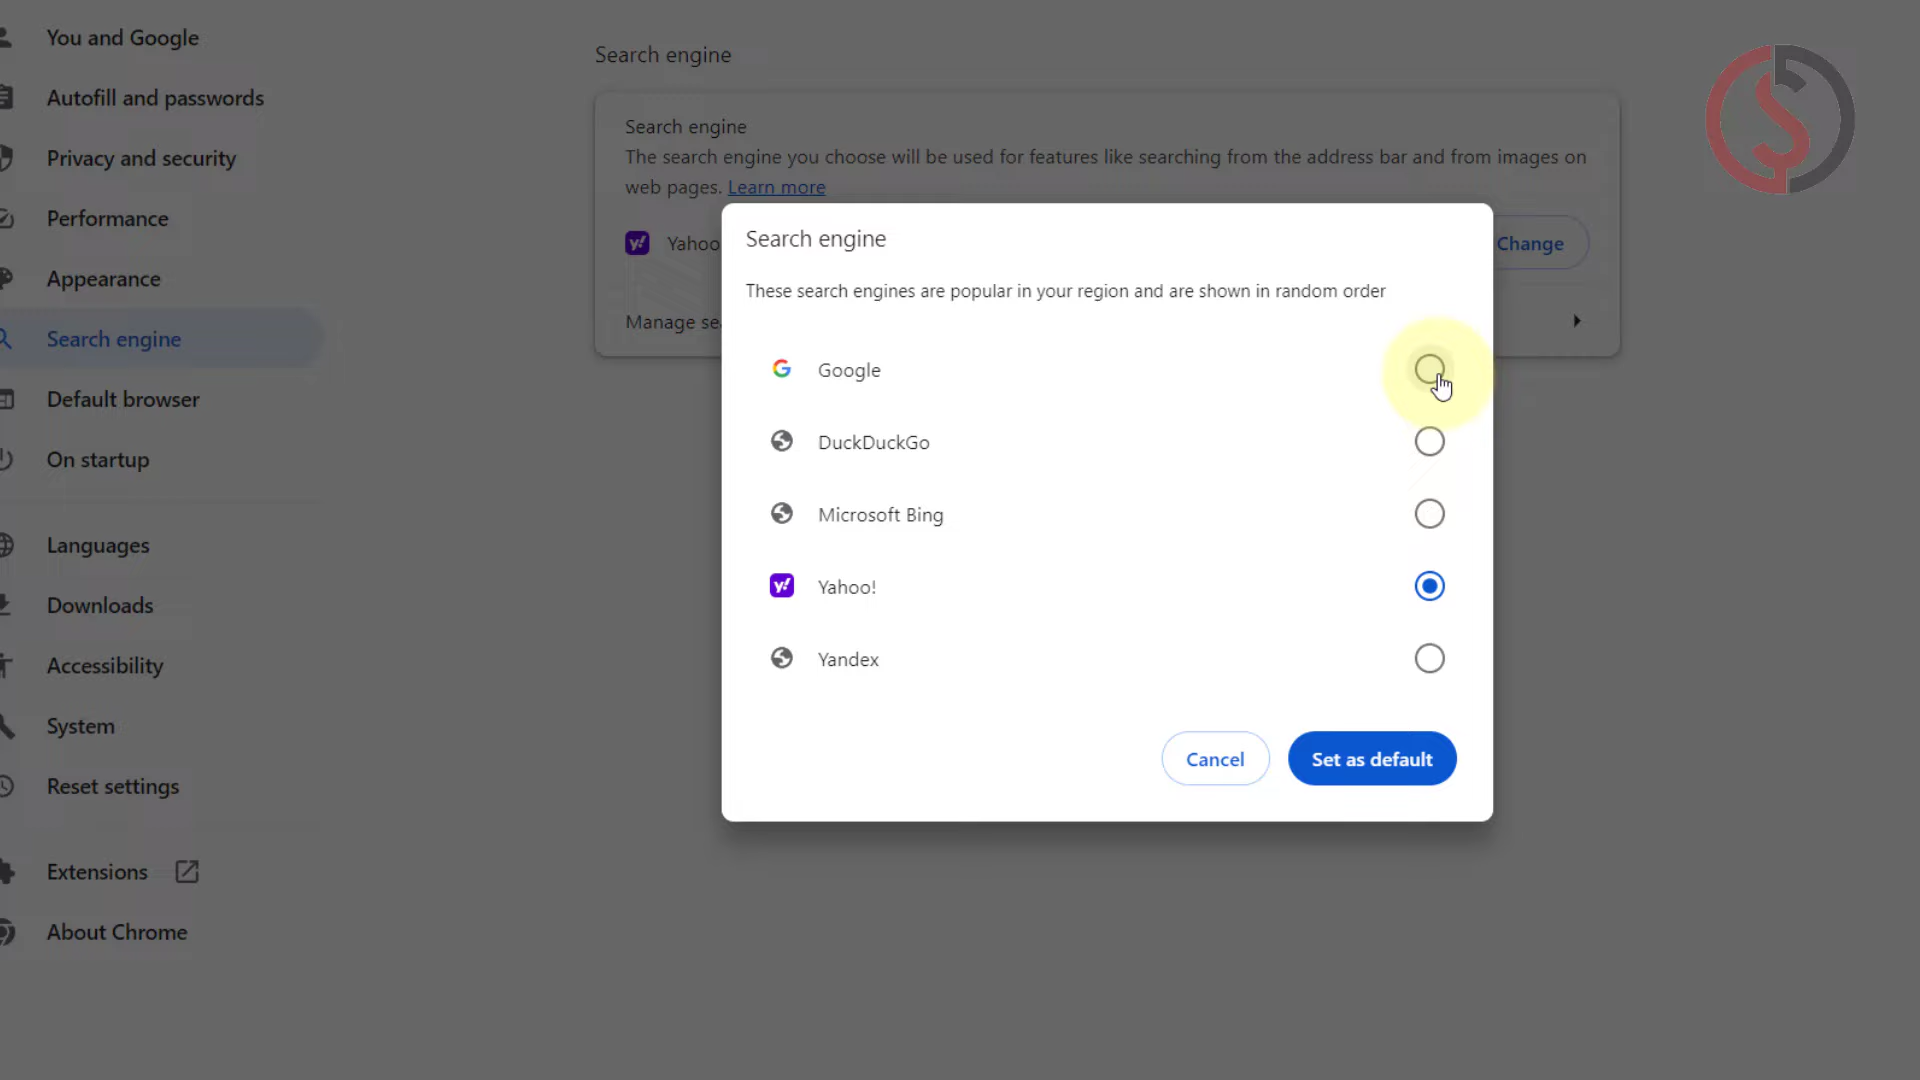 You and Google
Autofill and passwords
Privacy and security
Performance
Appearance
Search engine
Default browser
On startup
Languages
Downloads
Accessibility
System
Reset settings
Extensions
About Chrome
Search engine
Search engine
The search engine you choose will be used for features like searching from the address bar and from images on
web pages. Learn more
Yahoo
Change
Manage
Search engine
These search engines are popular in your region and are shown in random order
Google
DuckDuckGo
Microsoft Bing
Yahoo!
Yandex
Cancel
Set as default